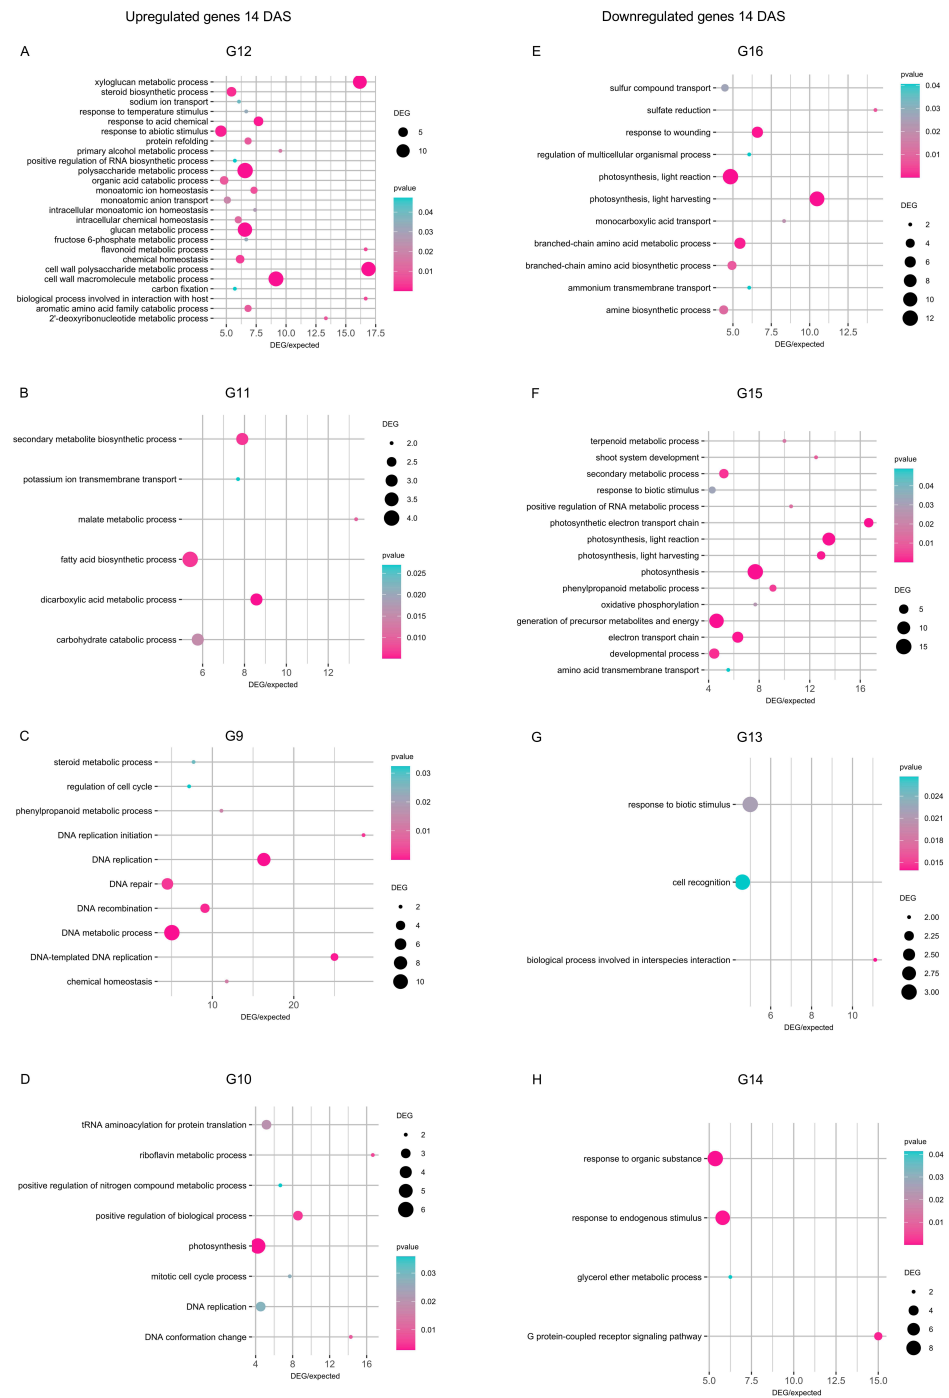 Upregulated genes 14 DAS
Downregulated genes 14 DAS
A
G12
xyloglucan metabolic process
steroid biosynthetic process
sodium ion transport
response to temperature stimulus
response to acid chemical
response to abiotic stimulus
protein refolding
primary alcohol metabolic process
positive regulation of RNA biosynthetic process
polysaccharide metabolic process
organic acid catabolic process
monoatomic ion homeostasis
monoatomic anion transport
intracellular monoatomic ion homeostasis
intracellular chemical homeostasis
glucan metabolic process
fructose 6-phosphate metabolic process
flavonoid metabolic process
chemical homeostasis
cell wall polysaccharide metabolic process
cell wall macromolecule metabolic process
carbon fixation
biological process involved in interaction with host
aromatic amino acid family catabolic process
2'-deoxyribonucleotide metabolic process
5.0 7.5 10.0 12.5 15.0 17.5
DEG/expected
DEG
5
10
pvalue
0.04
0.03
0.02
0.01
E
G16
sulfur compound transport
sulfate reduction
response to wounding
regulation of multicellular organismal process
photosynthesis, light reaction
photosynthesis, light harvesting
monocarboxylic acid transport
branched-chain amino acid metabolic process
branched-chain amino acid biosynthetic process
ammonium transmembrane transport
amine biosynthetic process
5.0 7.5 10.0 12.5
DEG/expected
pvalue
0.04
0.03
0.02
0.01
DEG
2
4
6
8
10
12
B
G11
secondary metabolite biosynthetic process
potassium ion transmembrane transport
malate metabolic process
fatty acid biosynthetic process
dicarboxylic acid metabolic process
carbohydrate catabolic process
6 8 10 12
DEG/expected
DEG
2.0
2.5
3.0
3.5
4.0
pvalue
0.025
0.020
0.015
0.010
F
G15
terpenoid metabolic process
shoot system development
secondary metabolic process
response to biotic stimulus
positive regulation of RNA metabolic process
photosynthetic electron transport chain
photosynthesis, light reaction
photosynthesis, light harvesting
photosynthesis
phenylpropanoid metabolic process
oxidative phosphorylation
generation of precursor metabolites and energy
electron transport chain
developmental process
amino acid transmembrane transport
4 8 12 16
DEG/expected
pvalue
0.04
0.03
0.02
0.01
DEG
5
10
15
C
G9
steroid metabolic process
regulation of cell cycle
phenylpropanoid metabolic process
DNA replication initiation
DNA replication
DNA repair
DNA recombination
DNA metabolic process
DNA-templated DNA replication
chemical homeostasis
10 20
DEG/expected
pvalue
0.03
0.02
0.01
DEG
2
4
6
8
10
G
G13
response to biotic stimulus
cell recognition
biological process involved in interspecies interaction
6 8 10
DEG/expected
pvalue
0.024
0.021
0.018
0.015
DEG
2.00
2.25
2.50
2.75
3.00
D
G10
tRNA aminoacylation for protein translation
riboflavin metabolic process
positive regulation of nitrogen compound metabolic process
positive regulation of biological process
photosynthesis
mitotic cell cycle process
DNA replication
DNA conformation change
4 8 12 16
DEG/expected
DEG
2
3
4
5
6
pvalue
0.03
0.02
0.01
H
G14
response to organic substance
response to endogenous stimulus
glycerol ether metabolic process
G protein-coupled receptor signaling pathway
5.0 7.5 10.0 12.5 15.0
DEG/expected
pvalue
0.04
0.03
0.02
0.01
DEG
2
4
6
8